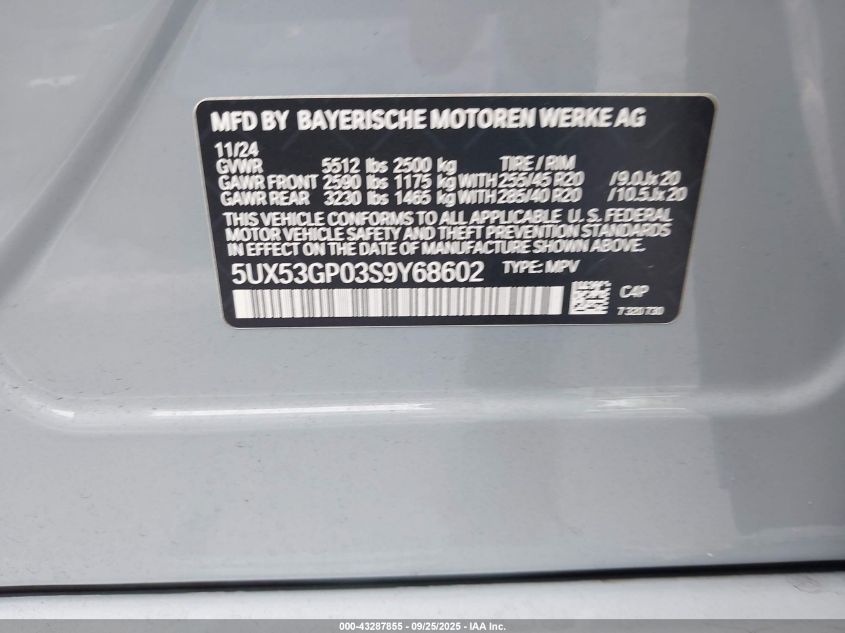 MFD BY BAYERISCHE MOTOREN WERKE AG
11/24
GVWR 5512 lbs 2500 kg TIRE / RIM
GAWR FRONT 2590 lbs 1175 kg WITH 255/45 R20 /9.0Jx20
GAWR REAR 3230 lbs 1465 kg WITH 285/40 R20 /10.5Jx20
THIS VEHICLE CONFORMS TO ALL APPLICABLE U. S. FEDERAL
MOTOR VEHICLE SAFETY AND THEFT PREVENTION STANDARDS
IN EFFECT ON THE DATE OF MANUFACTURE SHOWN ABOVE.
5UX53GP03S9Y68602 TYPE: MPV
C4P
7320730
000-43287855 - 09/25/2025 - IAA Inc.